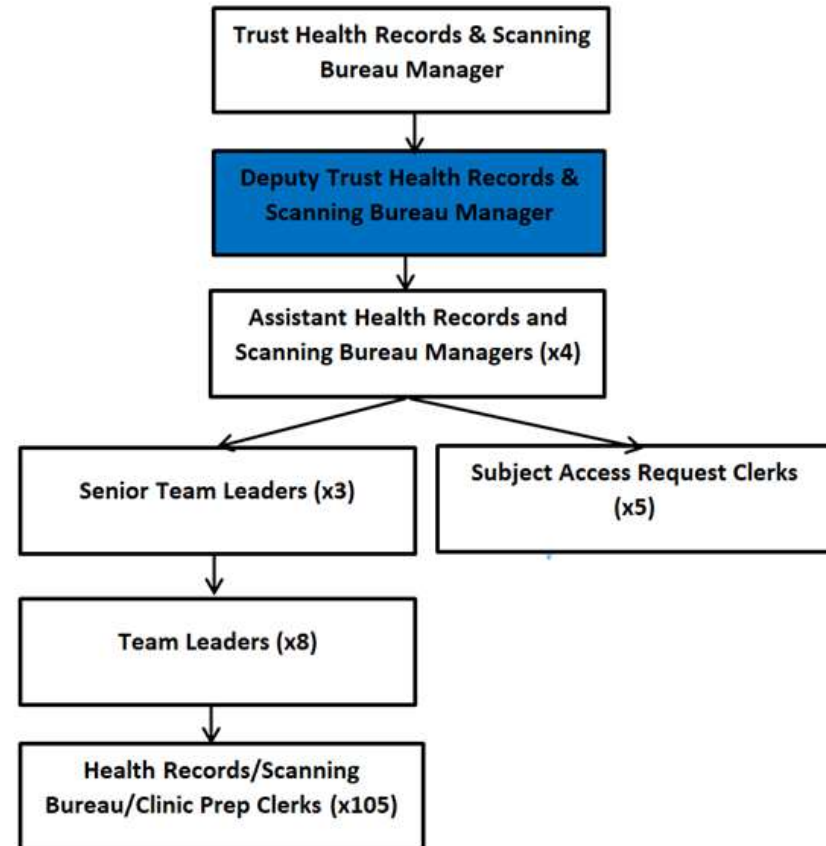 Trust Health Records & Scanning
Bureau Manager
Deputy Trust Health Records &
Scanning Bureau Manager
Assistant Health Records and
Scanning Bureau Managers (x4)
Senior Team Leaders (x3)
Subject Access Request Clerks
(x5)
Team Leaders (x8)
Health Records/Scanning
Bureau/Clinic Prep Clerks (x105)